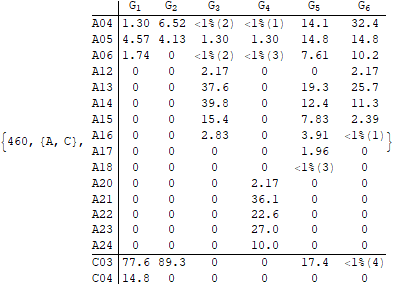 G1 G2 G3 G4 G5 G6
A04 1.30 6.52 <1%(2) <1%(1) 14.1 32.4
A05 4.57 4.13 1.30 1.30 14.8 14.8
A06 1.74 0 <1%(2) <1%(3) 7.61 10.2
A12 0 0 2.17 0 0 2.17
A13 0 0 37.6 0 19.3 25.7
A14 0 0 39.8 0 12.4 11.3
A15 0 0 15.4 0 7.83 2.39
{460, {A, C}, A16 0 0 2.83 0 3.91 <1%(1) }
A17 0 0 0 0 1.96 0
A18 0 0 0 0 <1%(3) 0
A20 0 0 0 2.17 0 0
A21 0 0 0 36.1 0 0
A22 0 0 0 22.6 0 0
A23 0 0 0 27.0 0 0
A24 0 0 0 10.0 0 0
C03 77.6 89.3 0 0 17.4 <1%(4)
C04 14.8 0 0 0 0 0